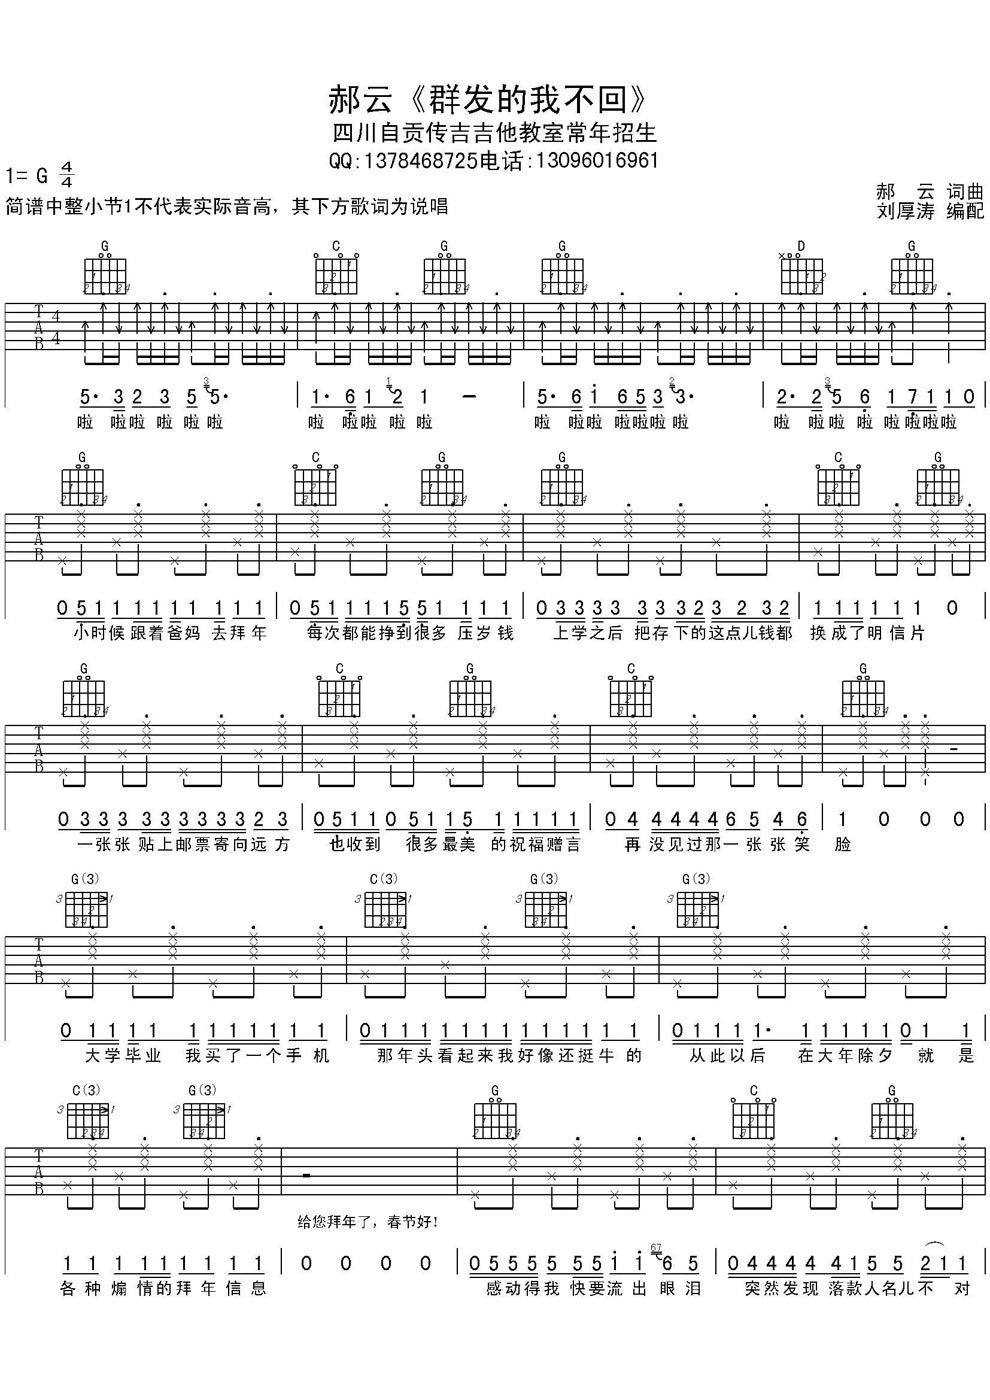 郝云《群发的我不回》
四川自贡传吉吉他教室常年招生
QQ:1378468725电话:13096016961
1= G 4/4
郝 云 词曲
简谱中整小节1不代表实际音高，其下方歌词为说唱
刘厚涛 编配
G C G G D G
T A B 4 4
5· 3 2 3 5 5· | 1· 6 1 2 1 — | 5· 6 i 6 5 3 3· | 2· 2 5 6 1 7 1 1 0
啦 啦啦 啦 啦 啦 啦 啦啦 啦 啦 啦 啦 啦 啦啦 啦 啦 啦啦 啦 啦 啦啦啦
G C G G C G
T A B
0 5 1 1 1 1 1 1 1 1 1 | 0 5 1 1 1 1 5 5 1 1 1 1 | 0 3 3 3 3 3 3 2 3 2 3 2 | 1 1 1 1 1 1 0
小时候 跟着爸妈 去拜年 每次都能挣到很多 压岁钱 上学之后 把存下的这点儿钱都 换成了明信片
G C G C G
T A B
0 3 3 3 3 3 3 3 3 3 2 3 | 0 5 1 1 0 5 1 1 5 1 1 1 1 1 | 0 4 4 4 4 4 6 5 4 6 | 1 0 0 0
一张张 贴上邮票寄向远方 也收到 很多最美 的祝福赠言 再没见过那一张张笑 脸
G(3) C(3) G(3) G(3)
T A B
0 1 1 1 1 1 1 1 1 1 1 1 1 | 0 1 1 1 1 1 1 1 1 1 1 1 | 0 1 1 1 1· 1 1 1 1 1 0 1 1
大学毕业 我买了一个手机 那年头看起来我好像还挺牛的 从此以后 在大年除夕 就 是
C(3) G(3) G C G
T A B
给您拜年了，春节好!
1 1 1 1 1 1 1 1 1 | 0 0 0 0 | 0 5 5 5 5 5 5 5 i i 6 5 | 0 4 4 4 4 4 4 5 5 2 1 1
各种 煽情的拜年信息 感动得我 快要流出 眼泪 突然发现 落款人名儿不 对